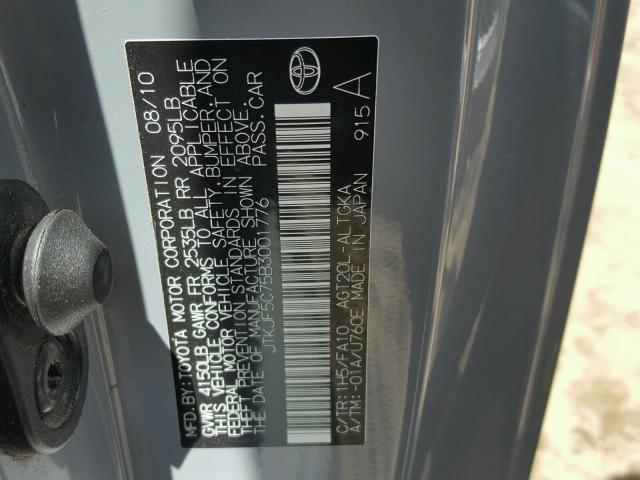 MFD. BY: TOYOTA MOTOR CORPORATION 08/10
GVWR 4150LB GAWR FR 2535LB RR 2095LB
THIS VEHICLE CONFORMS TO ALL APPLICABLE
FEDERAL MOTOR VEHICLE SAFETY, BUMPER, AND
THEFT PREVENTION STANDARDS IN EFFECT ON
THE DATE OF MANUFACTURE SHOWN ABOVE.
JTKJF5C75B3001776 PASS. CAR
C/TR: 1H5/FA10 AGT20L-ALTGKA
A/TM: -01A/U760E MADE IN JAPAN 915 A